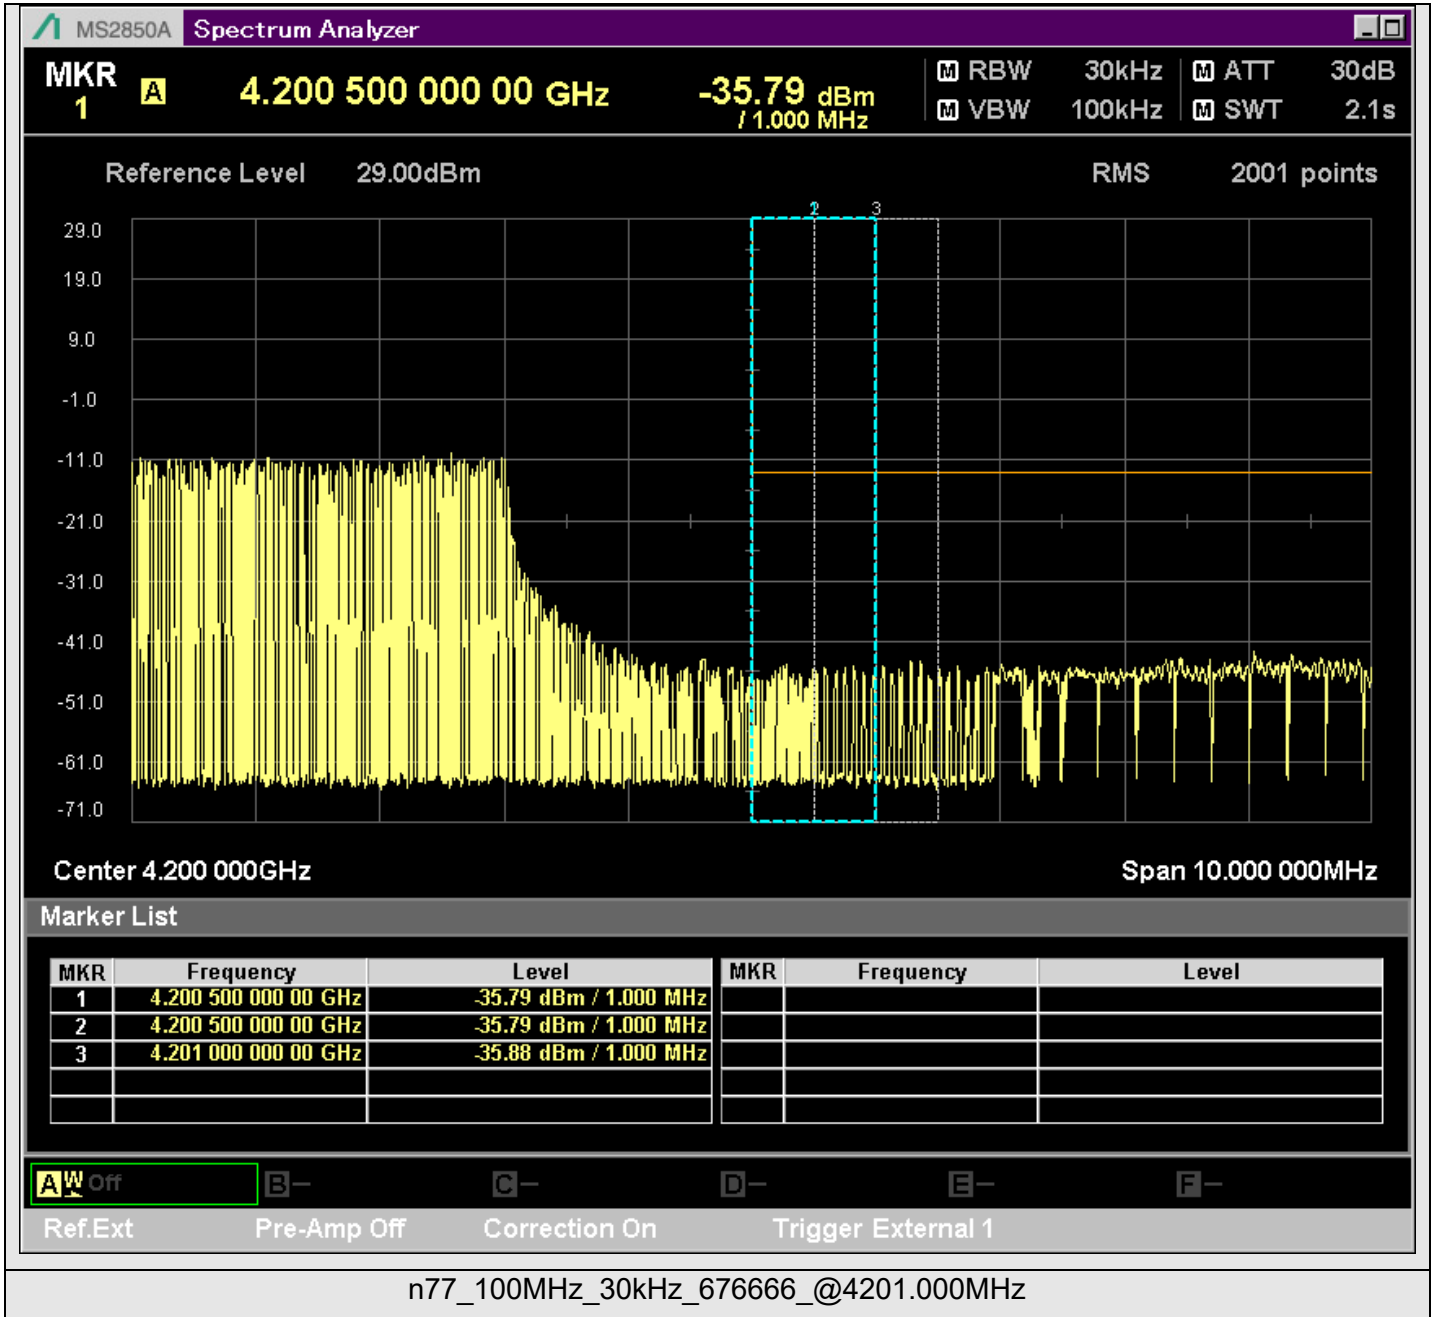 MS2850A Spectrum Analyzer
MKR 1 A 4.200 500 000 00 GHz -35.79 dBm / 1.000 MHz
M RBW 30kHz M ATT 30dB
M VBW 100kHz M SWT 2.1s
Reference Level 29.00dBm RMS 2001 points
2 3
29.0
19.0
9.0
-1.0
-11.0
-21.0
-31.0
-41.0
-51.0
-61.0
-71.0
Center 4.200 000GHz Span 10.000 000MHz
Marker List
MKR Frequency Level MKR Frequency Level
1 4.200 500 000 00 GHz -35.79 dBm / 1.000 MHz
2 4.200 500 000 00 GHz -35.79 dBm / 1.000 MHz
3 4.201 000 000 00 GHz -35.88 dBm / 1.000 MHz
A W Off B – C – D – E – F –
Ref.Ext Pre-Amp Off Correction On Trigger External 1
n77_100MHz_30kHz_676666_@4201.000MHz